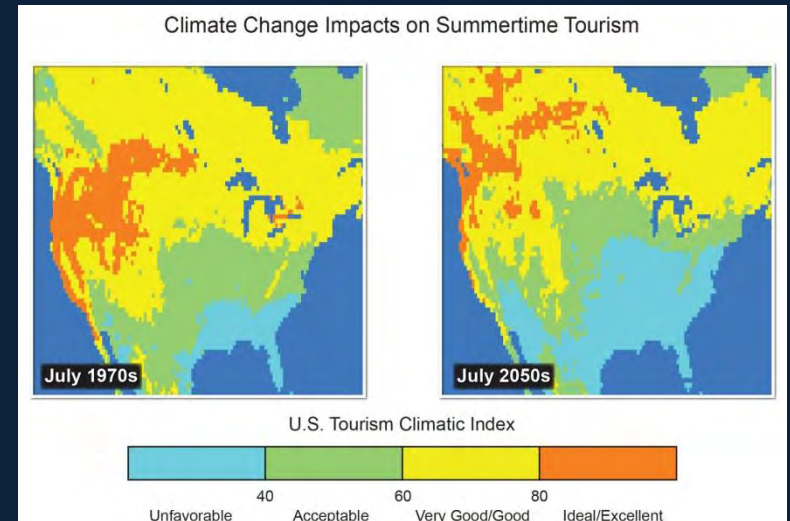 Climate Change Impacts on Summertime Tourism
July 1970s July 2050s
U.S. Tourism Climatic Index
40 60 80
Unfavorable Acceptable Very Good/Good Ideal/Excellent